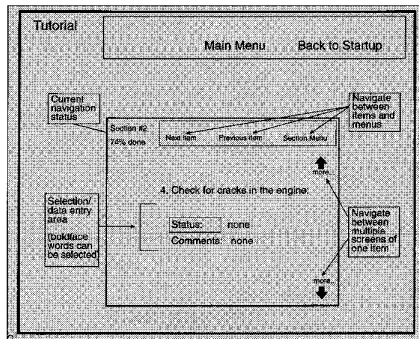 Tutorial
Main Menu
Back to Startup
Current
navigation
status
Navigate
between
items and
menus
Section #2
74% done
Next Item
Previous Item
Section Menu
more...
4. Check for cracks in the engine:
Selection/
data entry
area
(boldface
words can
be selected)
Status: none
Comments: none
Navigate
between
multiple
screens of
one item
more...